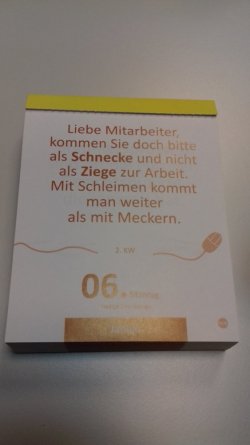 Liebe Mitarbeiter,
kommen Sie doch bitte
als Schnecke und nicht
als Ziege zur Arbeit.
Mit Schleimen kommt
man weiter
als mit Meckern.
2. KW
06